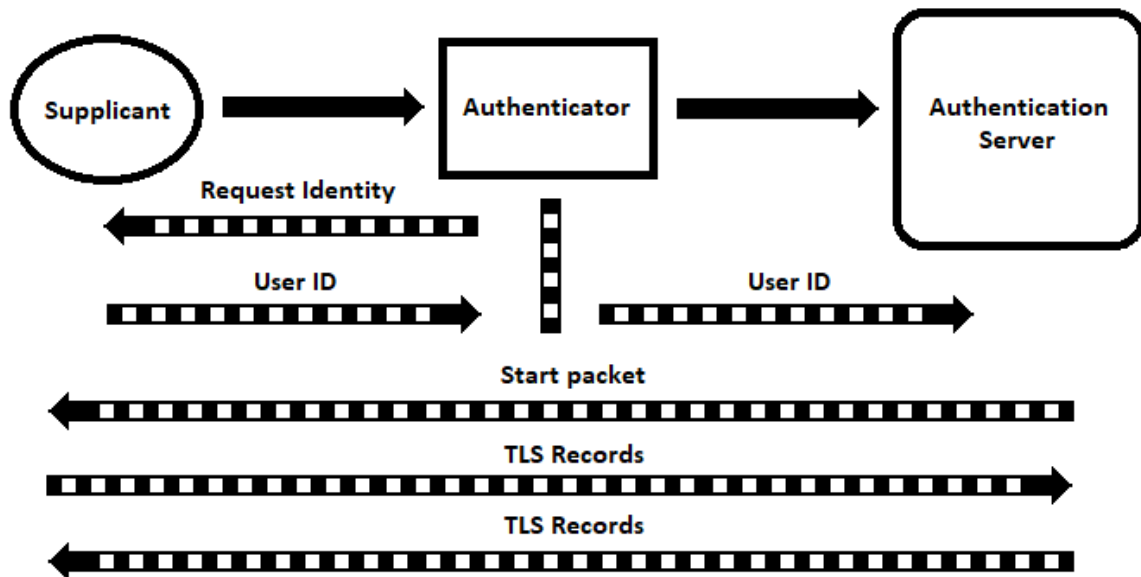 Supplicant
Authenticator
Authentication
Server
Request Identity
User ID
User ID
Start packet
TLS Records
TLS Records